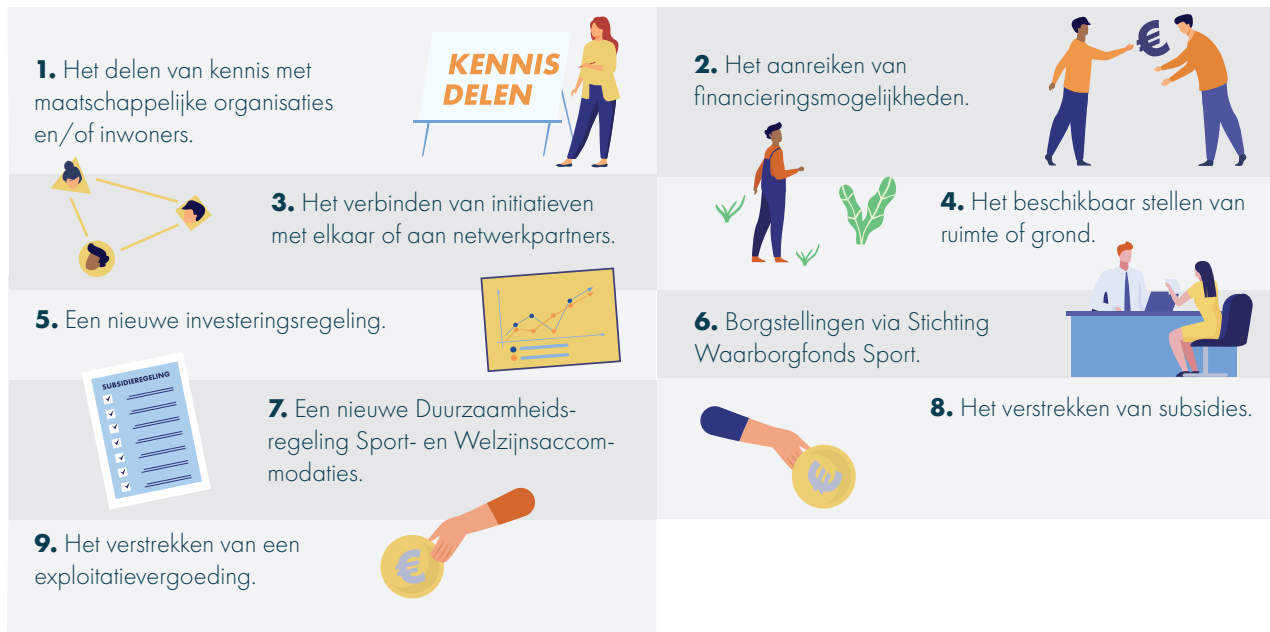 1. Het delen van kennis met
maatschappelijke organisaties
en/of inwoners.
KENNIS
DELEN
2. Het aanreiken van
financieringsmogelijkheden.
€
3. Het verbinden van initiatieven
met elkaar of aan netwerkpartners.
4. Het beschikbaar stellen van
ruimte of grond.
5. Een nieuwe investeringsregeling.
6. Borgstellingen via Stichting
Waarborgfonds Sport.
SUBSIDIEREGELING
7. Een nieuwe Duurzaamheids-
regeling Sport- en Welzijnsaccom-
modaties.
8. Het verstrekken van subsidies.
€
9. Het verstrekken van een
exploitatievergoeding.
€